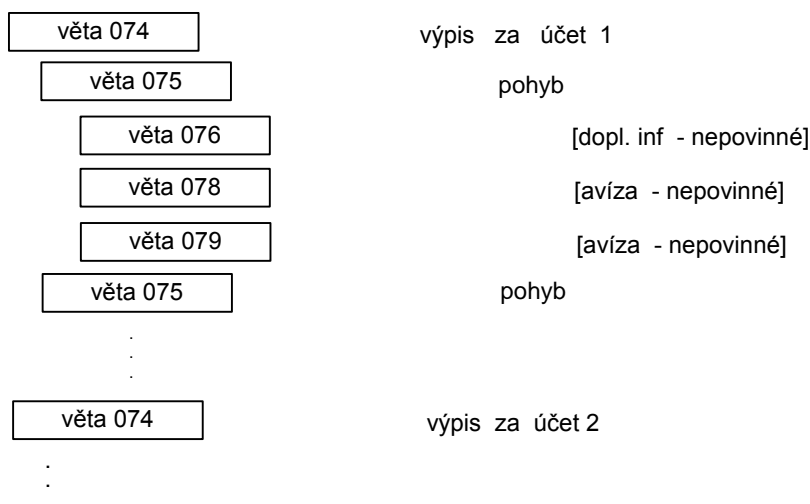 věta 074 výpis za účet 1
věta 075 pohyb
věta 076 [dopl. inf - nepovinné]
věta 078 [avíza - nepovinné]
věta 079 [avíza - nepovinné]
věta 075 pohyb
.
.
.
věta 074 výpis za účet 2
.
.